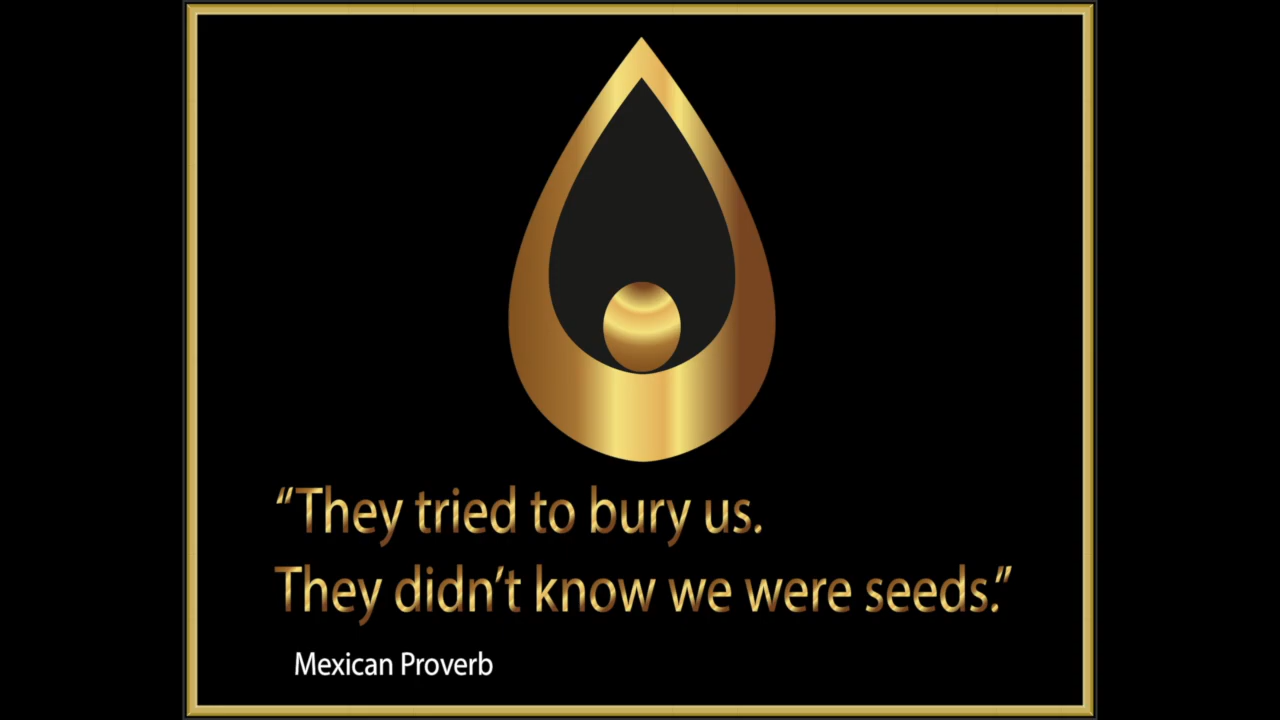 “They tried to bury us.
They didn’t know we were seeds.”
Mexican Proverb